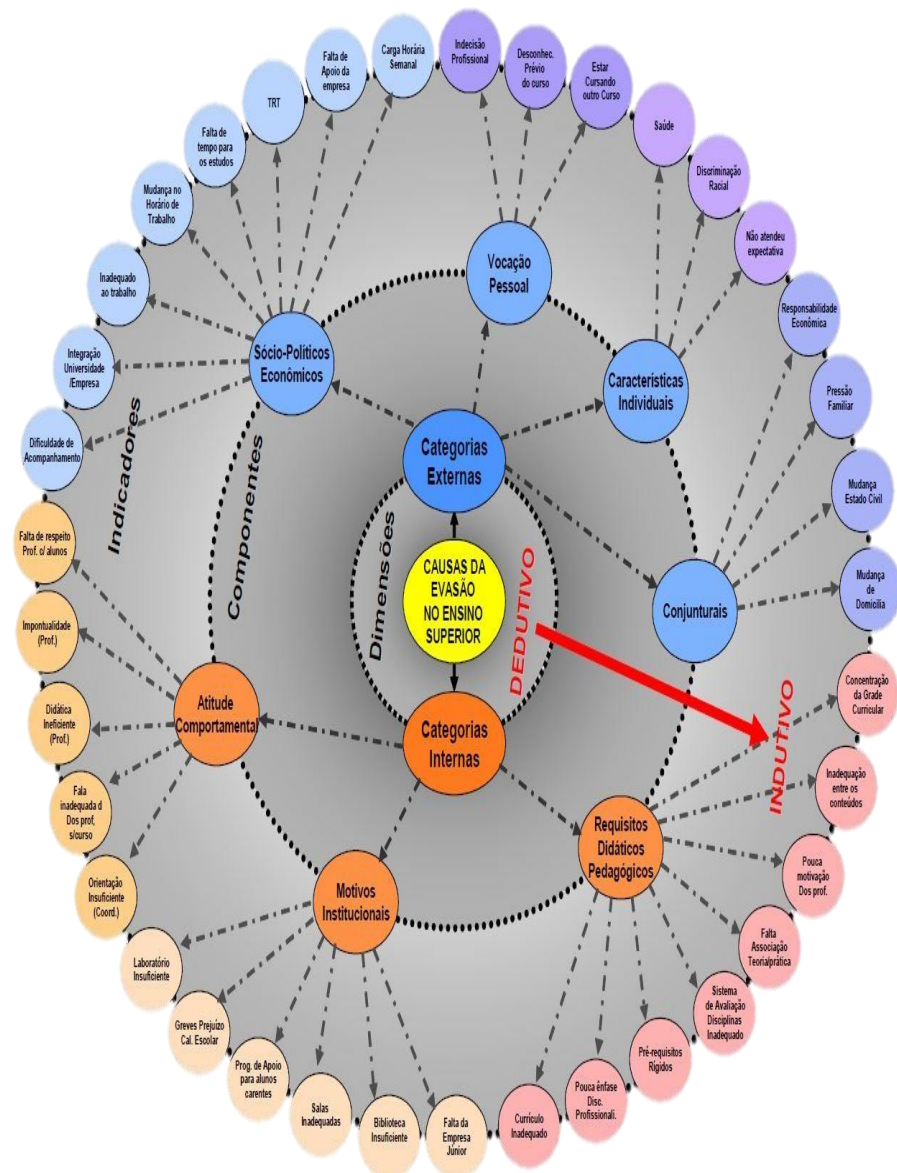 Carga Horária
Semanal
Indecisão
Profissional
Desconhec.
Prévio
do curso
Estar
Cursando
outro Curso
Saúde
Discriminação
Racial
Não atendeu
expectativa
Responsabilidade
Econômica
Pressão
Familiar
Mudança
Estado Civil
Mudança
de
Domicilia
Concentração
da Grade
Curricular
Inadequação
entre os
conteúdos
Pouca
motivação
Dos prof.
Falta
Associação
Teoria/prática
Sistema
de Avaliação
Disciplinas
Inadequado
Pré-requisitos
Rígidos
Pouca ênfase
Disc.
Profissionali.
Currículo
Inadequado
Falta da
Empresa
Júnior
Biblioteca
Insuficiente
Salas
Inadequadas
Prog. de Apoio
para alunos
carentes
Greves Prejuízo
Cal. Escolar
Laboratório
Insuficiente
Orientação
Insuficiente
(Coord.)
Fala
inadequada d
Dos prof,
s/curso
Didática
Ineficiente
(Prof.)
Impontualidade
(Prof.)
Falta de respeito
Prof. c/ alunos
Dificuldade de
Acompanhamento
Integração
Universidade
/Empresa
Inadequado
ao trabalho
Mudança no
Horário de
Trabalho
Falta de
tempo para
os estudos
TRT
Falta de
Apoio da
empresa
Vocação
Pessoal
Sócio-Políticos
Econômicos
Características
Individuais
Conjunturais
Requisitos
Didáticos
Pedagógicos
Motivos
Institucionais
Atitude
Comportamental
Categorias
Externas
CAUSAS DA
EVASÃO
NO ENSINO
SUPERIOR
Categorias
Internas
Indicadores
Componentes
Dimensões
DEDUTIVO
INDUTIVO